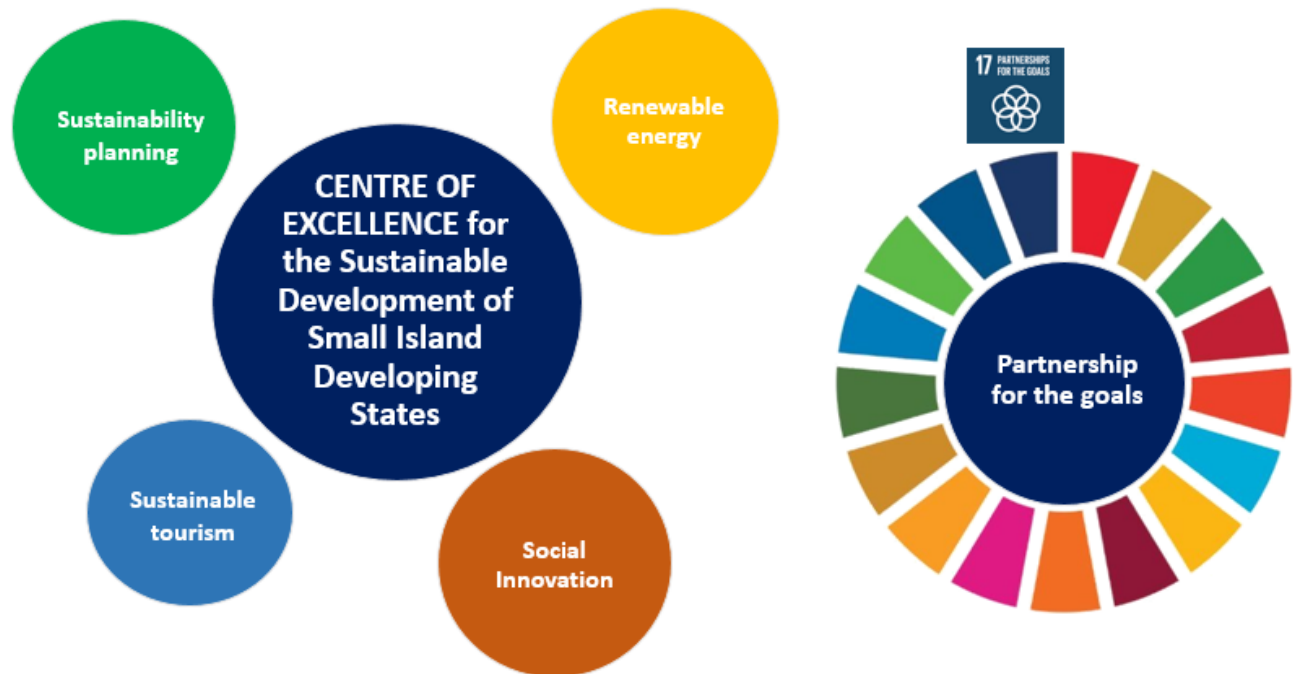 Sustainability
planning
Renewable
energy
CENTRE OF
EXCELLENCE for
the Sustainable
Development of
Small Island
Developing
States
Sustainable
tourism
Social
Innovation
17 PARTNERSHIPS
FOR THE GOALS
Partnership
for the goals